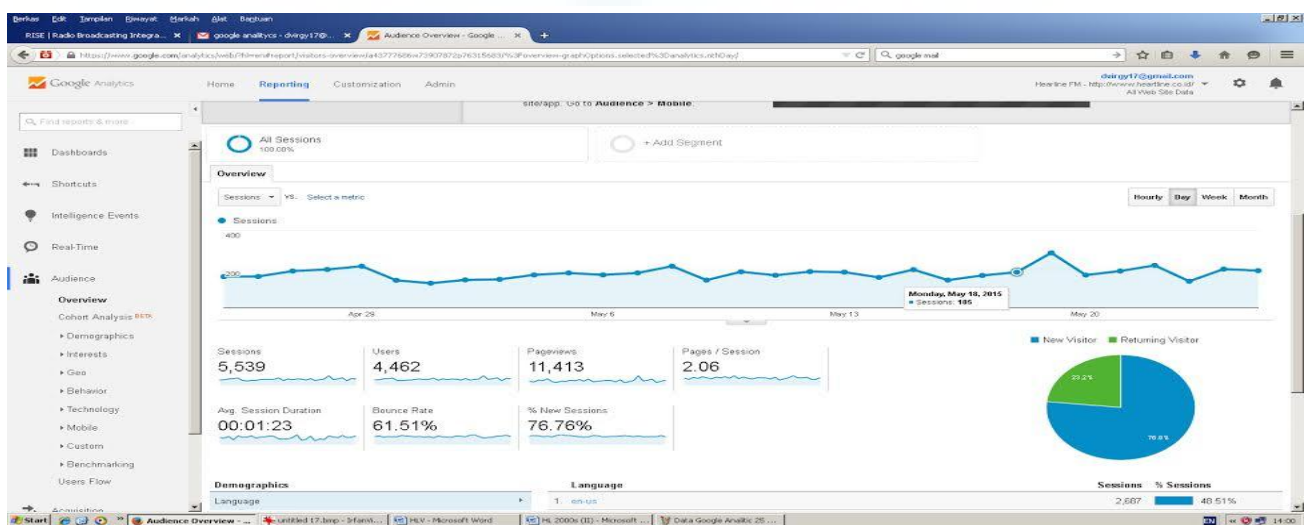 Berkas Edit Tampilan Riwayat Markah Alat Bantuan
RISE | Radio Broadcasting Integra...
google analitycs - dvirgy17@...
Audience Overview - Google ...
google mail
Google Analytics
Home Reporting Customization Admin
dvirgy17@gmail.com
Heartline FM - http://www.heartline.co.id/
All Web Site Data
site/app. Go to Audience > Mobile.
Find reports & more
All Sessions
100.00%
+ Add Segment
Dashboards
Shortcuts
Intelligence Events
Real-Time
Audience
Overview
Cohort Analysis BETA
Demographics
Interests
Geo
Behavior
Technology
Mobile
Custom
Benchmarking
Users Flow
Acquisition
Overview
Sessions VS. Select a metric
Hourly Day Week Month
Sessions
400
200
Monday, May 18, 2015
Sessions: 185
Apr 29 May 6 May 13 May 20
Sessions
5,539
Users
4,462
Pageviews
11,413
Pages / Session
2.06
Avg. Session Duration
00:01:23
Bounce Rate
61.51%
% New Sessions
76.76%
New Visitor Returning Visitor
23.2%
76.8%
Demographics
Language
Language Sessions % Sessions
1. en-us 2,687 48.51%
Start
Audience Overview - ...
untitled 17.bmp - IrfanVi...
HLV - Microsoft Word
HL 2000s (II) - Microsoft ...
Data Google Analitic 25 ...
EN
14:00